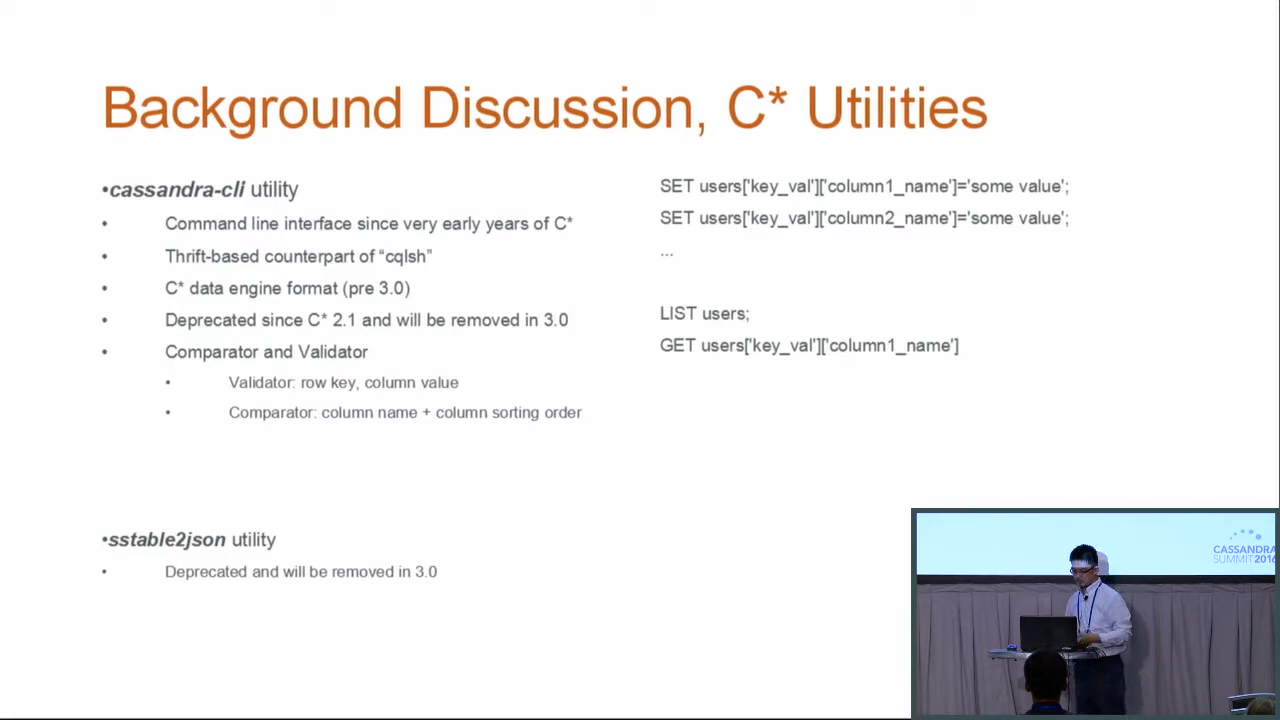 Background Discussion, C* Utilities
•cassandra-cli utility
• Command line interface since very early years of C*
• Thrift-based counterpart of “cqlsh”
• C* data engine format (pre 3.0)
• Deprecated since C* 2.1 and will be removed in 3.0
• Comparator and Validator
• Validator: row key, column value
• Comparator: column name + column sorting order
•sstable2json utility
• Deprecated and will be removed in 3.0
SET users['key_val']['column1_name']='some value';
SET users['key_val']['column2_name']='some value';
...
LIST users;
GET users['key_val']['column1_name']
CASSANDRA
SUMMIT2016